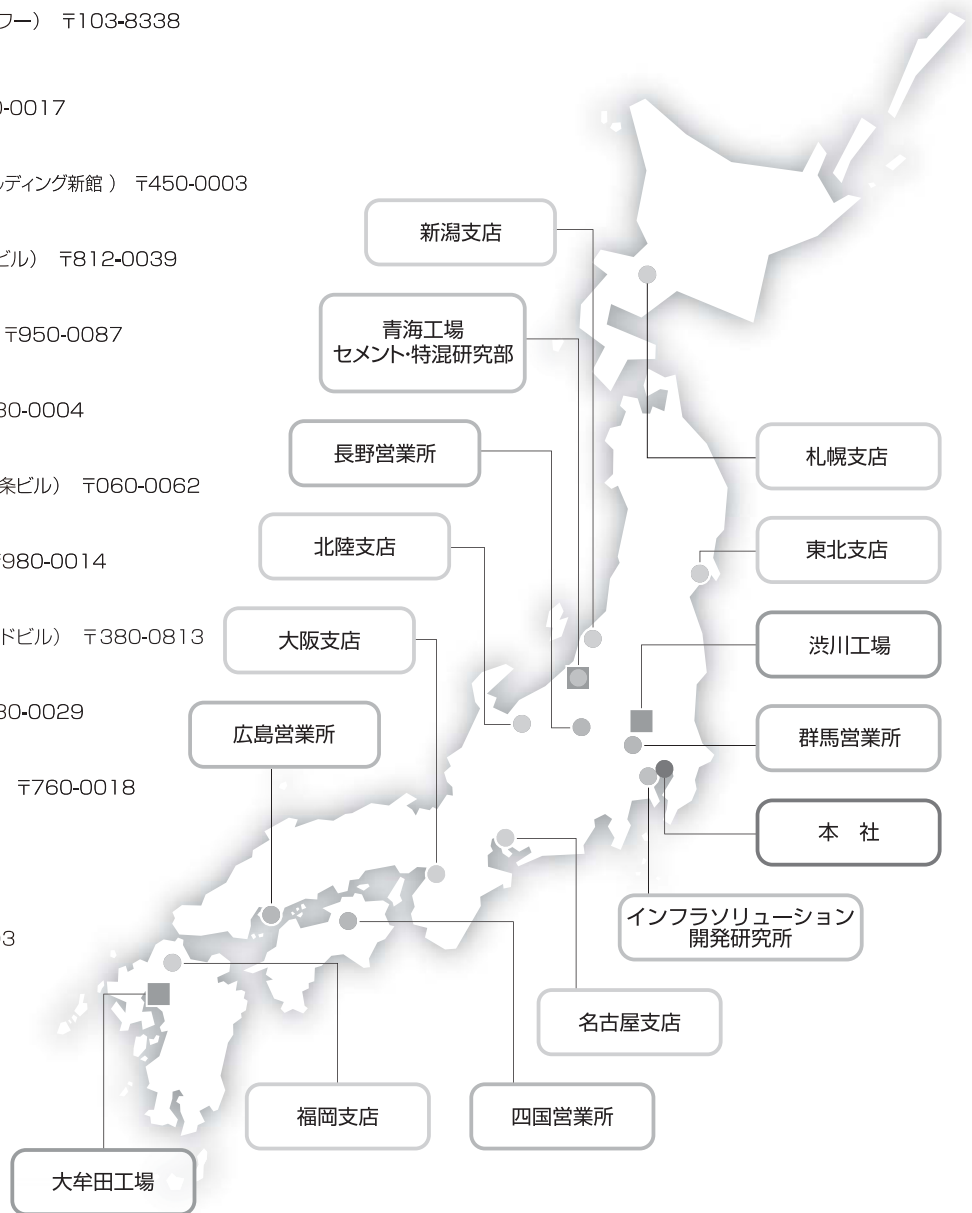 フー） 〒103-8338
0-0017
ルディング新館 ） 〒450-0003
ビル） 〒812-0039
〒950-0087
30-0004
条ビル） 〒060-0062
〒980-0014
ドビル） 〒380-0813
30-0029
〒760-0018
03
新潟支店
青海工場
セメント・特混研究部
長野営業所
北陸支店
大阪支店
広島営業所
札幌支店
東北支店
渋川工場
群馬営業所
本　社
インフラソリューション
開発研究所
名古屋支店
四国営業所
福岡支店
大牟田工場